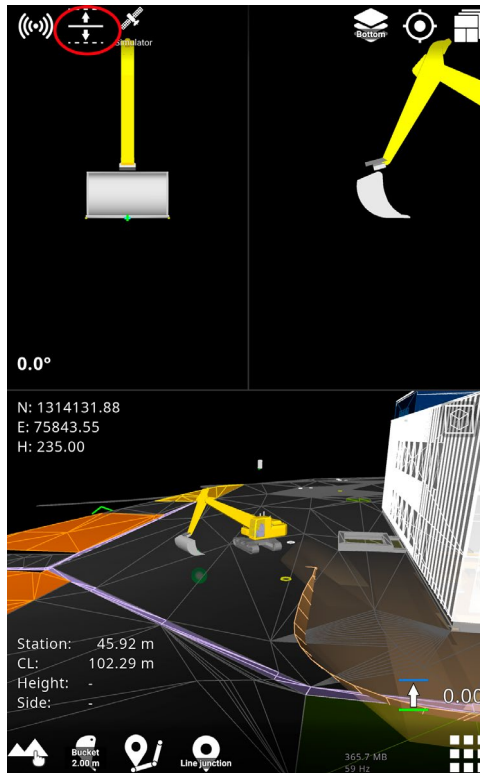 Simulator
Bottom
0.0°
N: 1314131.88
E: 75843.55
H: 235.00
Station: 45.92 m
CL: 102.29 m
Height: -
Side: -
0.00
Bucket
2.00 m
Line junction
365.7 MB
59 Hz